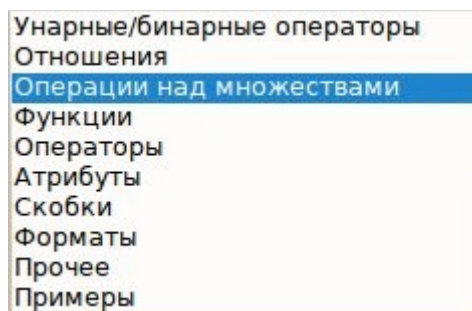 Унарные/бинарные операторы
Отношения
Операции над множествами
Функции
Операторы
Атрибуты
Скобки
Форматы
Прочее
Примеры